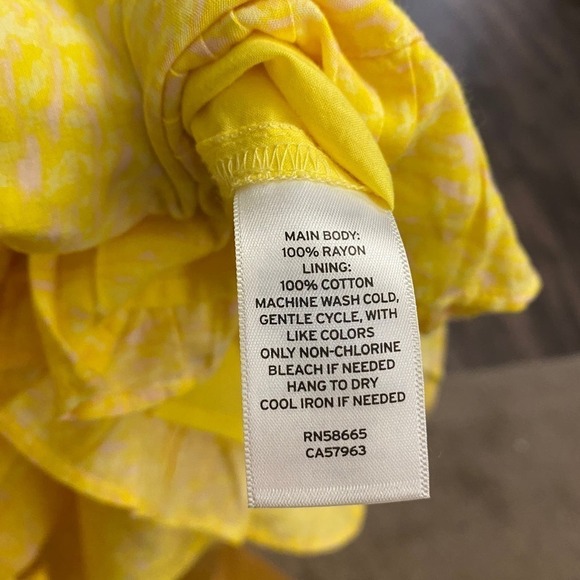 MAIN BODY:
100% RAYON
LINING:
100% COTTON
MACHINE WASH COLD,
GENTLE CYCLE, WITH
LIKE COLORS
ONLY NON-CHLORINE
BLEACH IF NEEDED
HANG TO DRY
COOL IRON IF NEEDED
RN58665
CA57963